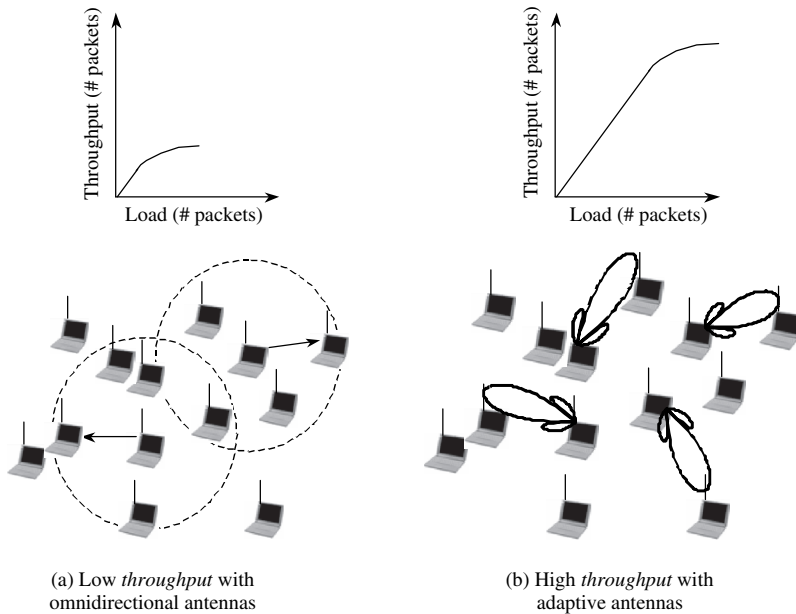 Throughput (# packets)
Load (# packets)
Throughput (# packets)
Load (# packets)
(a) Low throughput with
omnidirectional antennas
(b) High throughput with
adaptive antennas